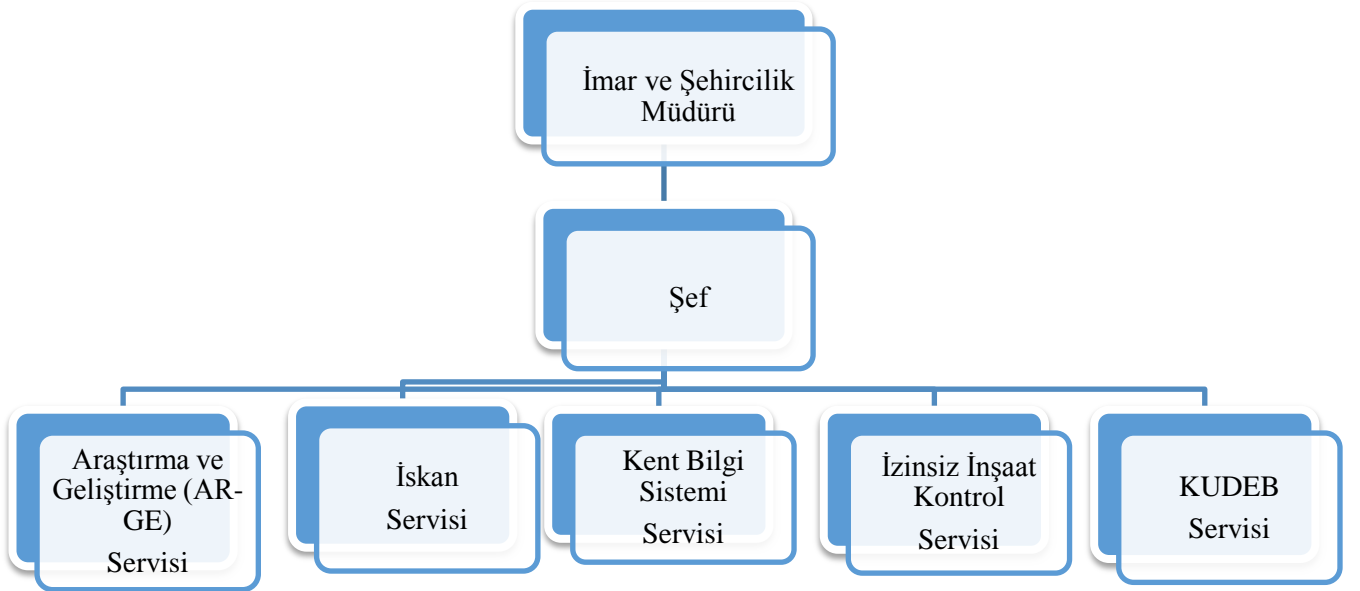 İmar ve Şehircilik
Müdürü
Şef
Araştırma ve
Geliştirme (AR-
GE)
Servisi
İskan
Servisi
Kent Bilgi
Sistemi
Servisi
İzinsiz İnşaat
Kontrol
Servisi
KUDEB
Servisi